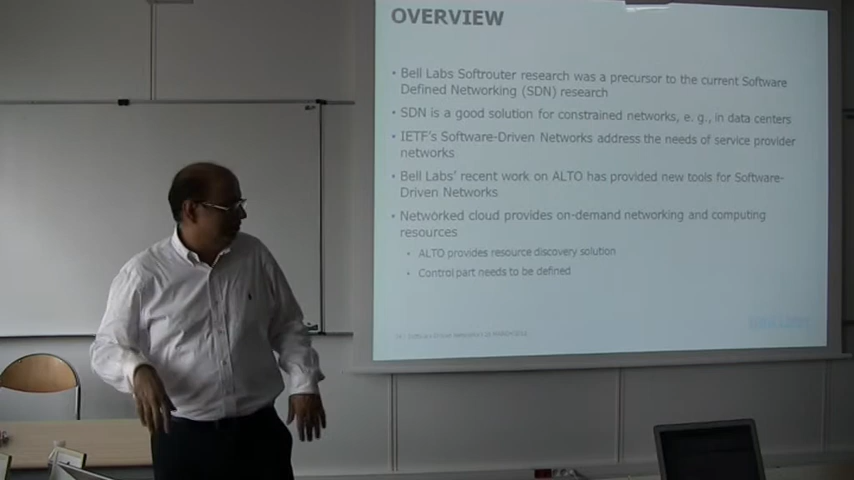 OVERVIEW
• Bell Labs Softrouter research was a precursor to the current Software
Defined Networking (SDN) research
• SDN is a good solution for constrained networks, e. g., in data centers
• IETF's Software-Driven Networks address the needs of service provider
networks
• Bell Labs' recent work on ALTO has provided new tools for Software-
Driven Networks
• Networked cloud provides on-demand networking and computing
resources
• ALTO provides resource discovery solution
• Control part needs to be defined